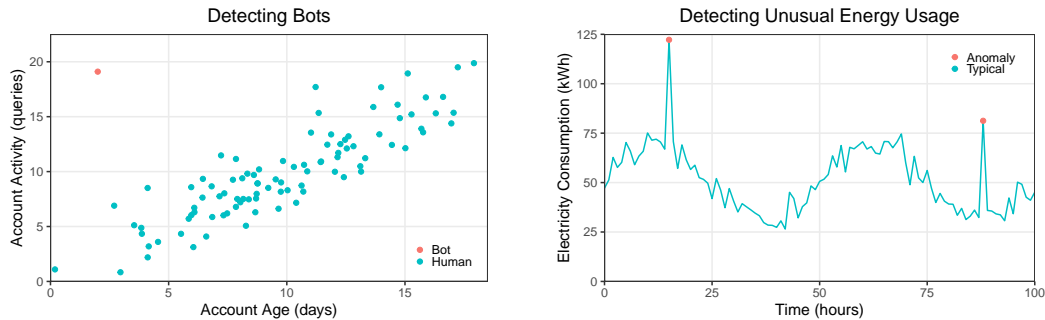 Detecting Bots
Account Activity (queries)
20
15
10
5
0
Bot
Human
0 5 10 15
Account Age (days)
Detecting Unusual Energy Usage
Electricity Consumption (kWh)
125
100
75
50
25
0
Anomaly
Typical
0 25 50 75 100
Time (hours)